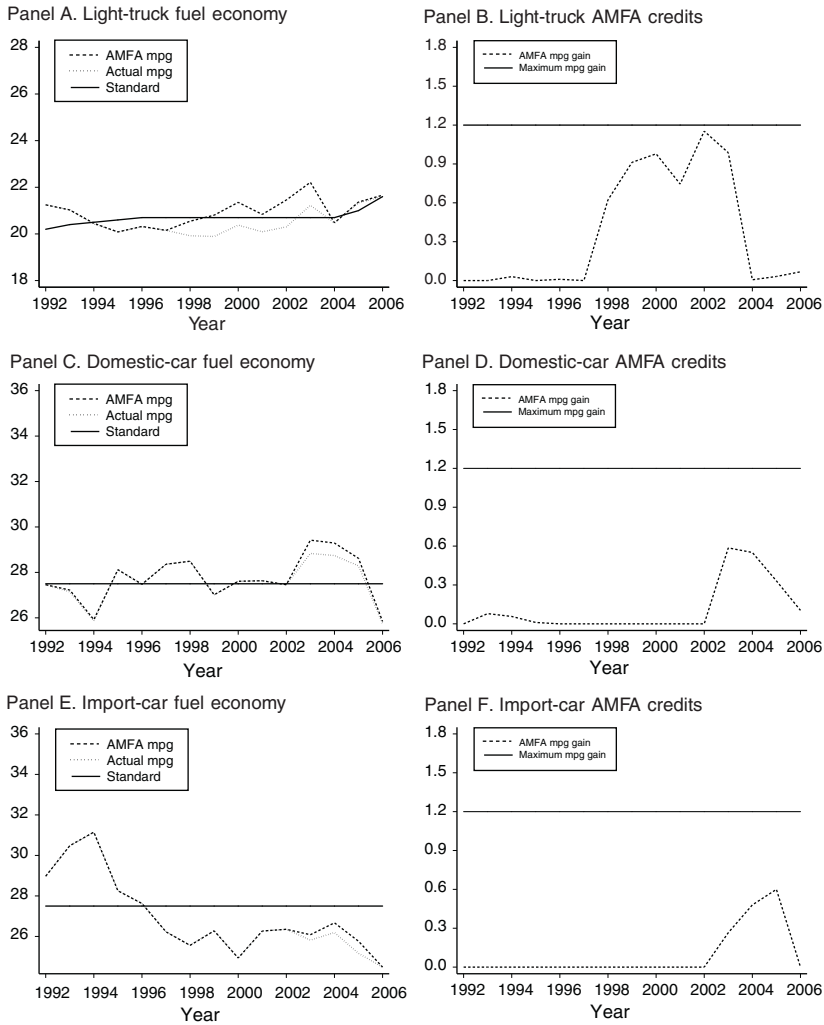 Panel A. Light-truck fuel economy
28
26
24
22
20
18
AMFA mpg
Actual mpg
Standard
1992 1994 1996 1998 2000 2002 2004 2006
Year
Panel B. Light-truck AMFA credits
1.8
1.5
1.2
0.9
0.6
0.3
0.0
AMFA mpg gain
Maximum mpg gain
1992 1994 1996 1998 2000 2002 2004 2006
Year
Panel C. Domestic-car fuel economy
36
34
32
30
28
26
AMFA mpg
Actual mpg
Standard
1992 1994 1996 1998 2000 2002 2004 2006
Year
Panel D. Domestic-car AMFA credits
1.8
1.5
1.2
0.9
0.6
0.3
0.0
AMFA mpg gain
Maximum mpg gain
1992 1994 1996 1998 2000 2002 2004 2006
Year
Panel E. Import-car fuel economy
36
34
32
30
28
26
AMFA mpg
Actual mpg
Standard
1992 1994 1996 1998 2000 2002 2004 2006
Year
Panel F. Import-car AMFA credits
1.8
1.5
1.2
0.9
0.6
0.3
0.0
AMFA mpg gain
Maximum mpg gain
1992 1994 1996 1998 2000 2002 2004 2006
Year